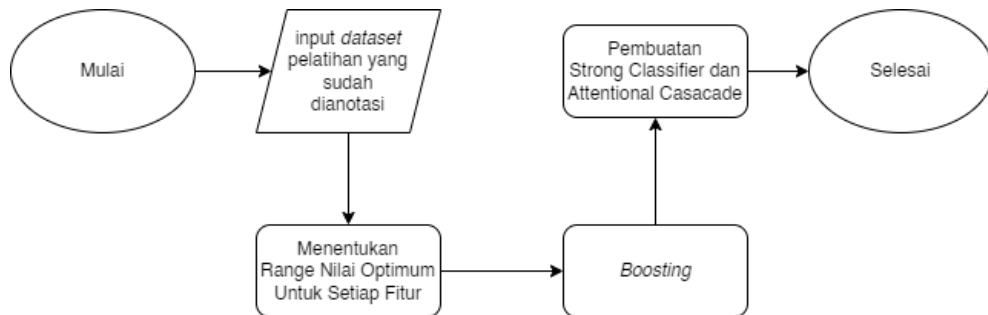 Mulai
input dataset
pelatihan yang
sudah
dianotasi
Menentukan
Range Nilai Optimum
Untuk Setiap Fitur
Boosting
Pembuatan
Strong Classifier dan
Attentional Casacade
Selesai